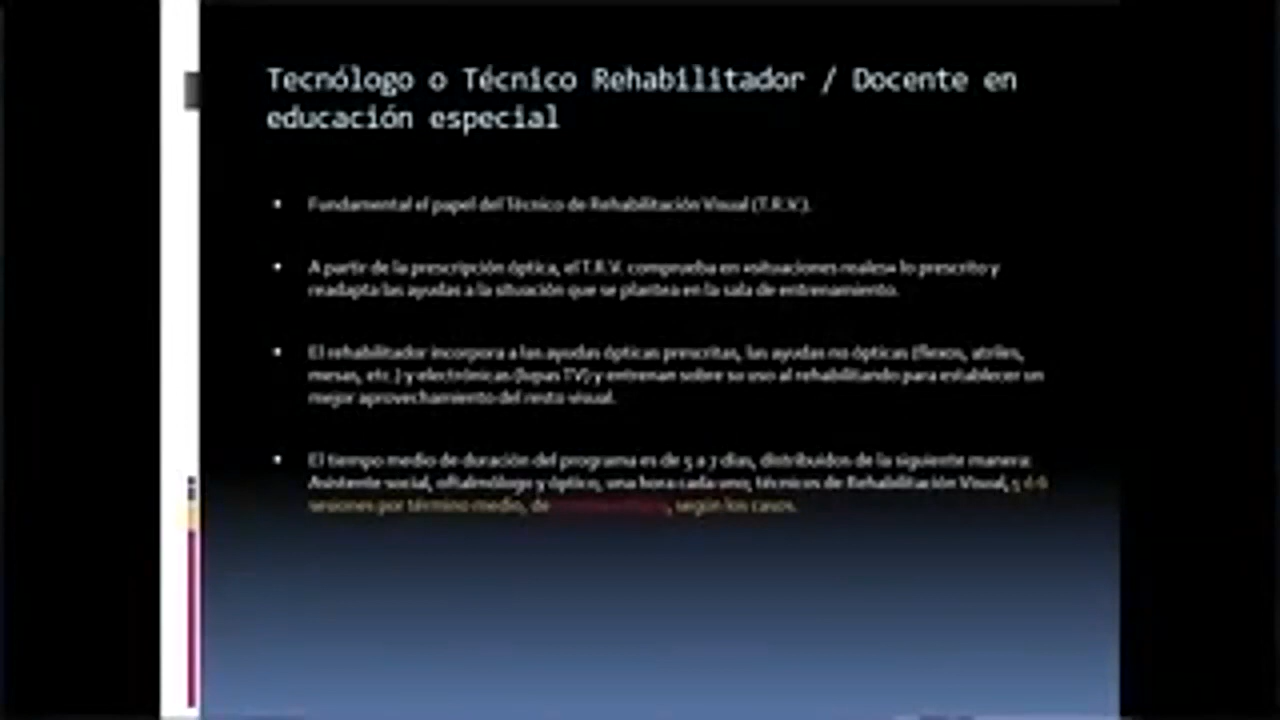 Tecnólogo o Técnico Rehabilitador / Docente en
educación especial
Fundamental el papel del Técnico de Rehabilitación Visual (T.R.V.).
A partir de la prescripción óptica, el T.R.V. comprueba en «situaciones reales» lo prescrito y
readapta las ayudas a la situación que se plantea en la sala de entrenamiento.
El rehabilitador incorpora a las ayudas ópticas prescritas, las ayudas no ópticas (flexos, atriles,
mesas, etc.) y electrónicas (lupas TV) y entrenan sobre su uso al rehabilitando para establecer un
mejor aprovechamiento del resto visual.
El tiempo medio de duración del programa es de 5 a 7 días, distribuidos de la siguiente manera:
Asistente social, oftalmólogo y óptico, una hora cada uno; técnicos de Rehabilitación Visual,
sesiones por término medio, de , según los casos.